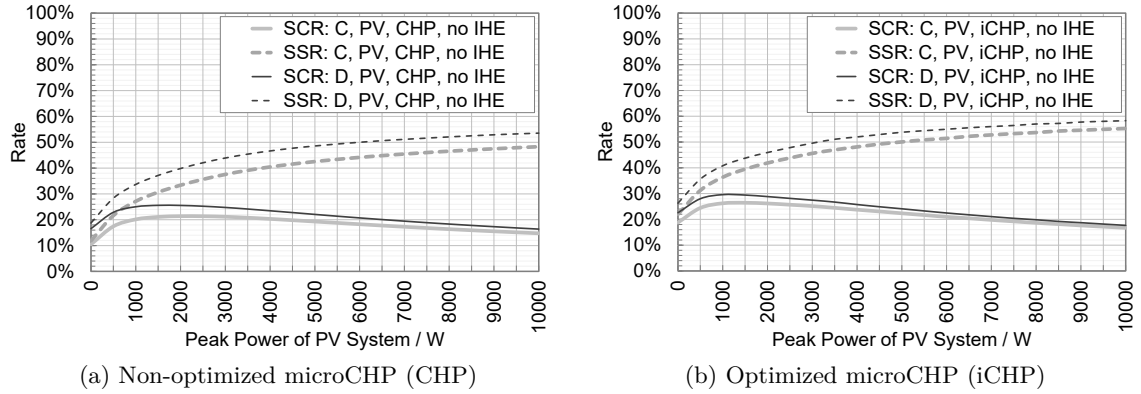 100%
90%
80%
70%
60%
50%
40%
30%
20%
10%
0%
Rate
SCR: C, PV, CHP, no IHE
SSR: C, PV, CHP, no IHE
SCR: D, PV, CHP, no IHE
SSR: D, PV, CHP, no IHE
0 1000 2000 3000 4000 5000 6000 7000 8000 9000 10000
Peak Power of PV System / W
(a) Non-optimized microCHP (CHP)
100%
90%
80%
70%
60%
50%
40%
30%
20%
10%
0%
Rate
SCR: C, PV, iCHP, no IHE
SSR: C, PV, iCHP, no IHE
SCR: D, PV, iCHP, no IHE
SSR: D, PV, iCHP, no IHE
0 1000 2000 3000 4000 5000 6000 7000 8000 9000 10000
Peak Power of PV System / W
(b) Optimized microCHP (iCHP)